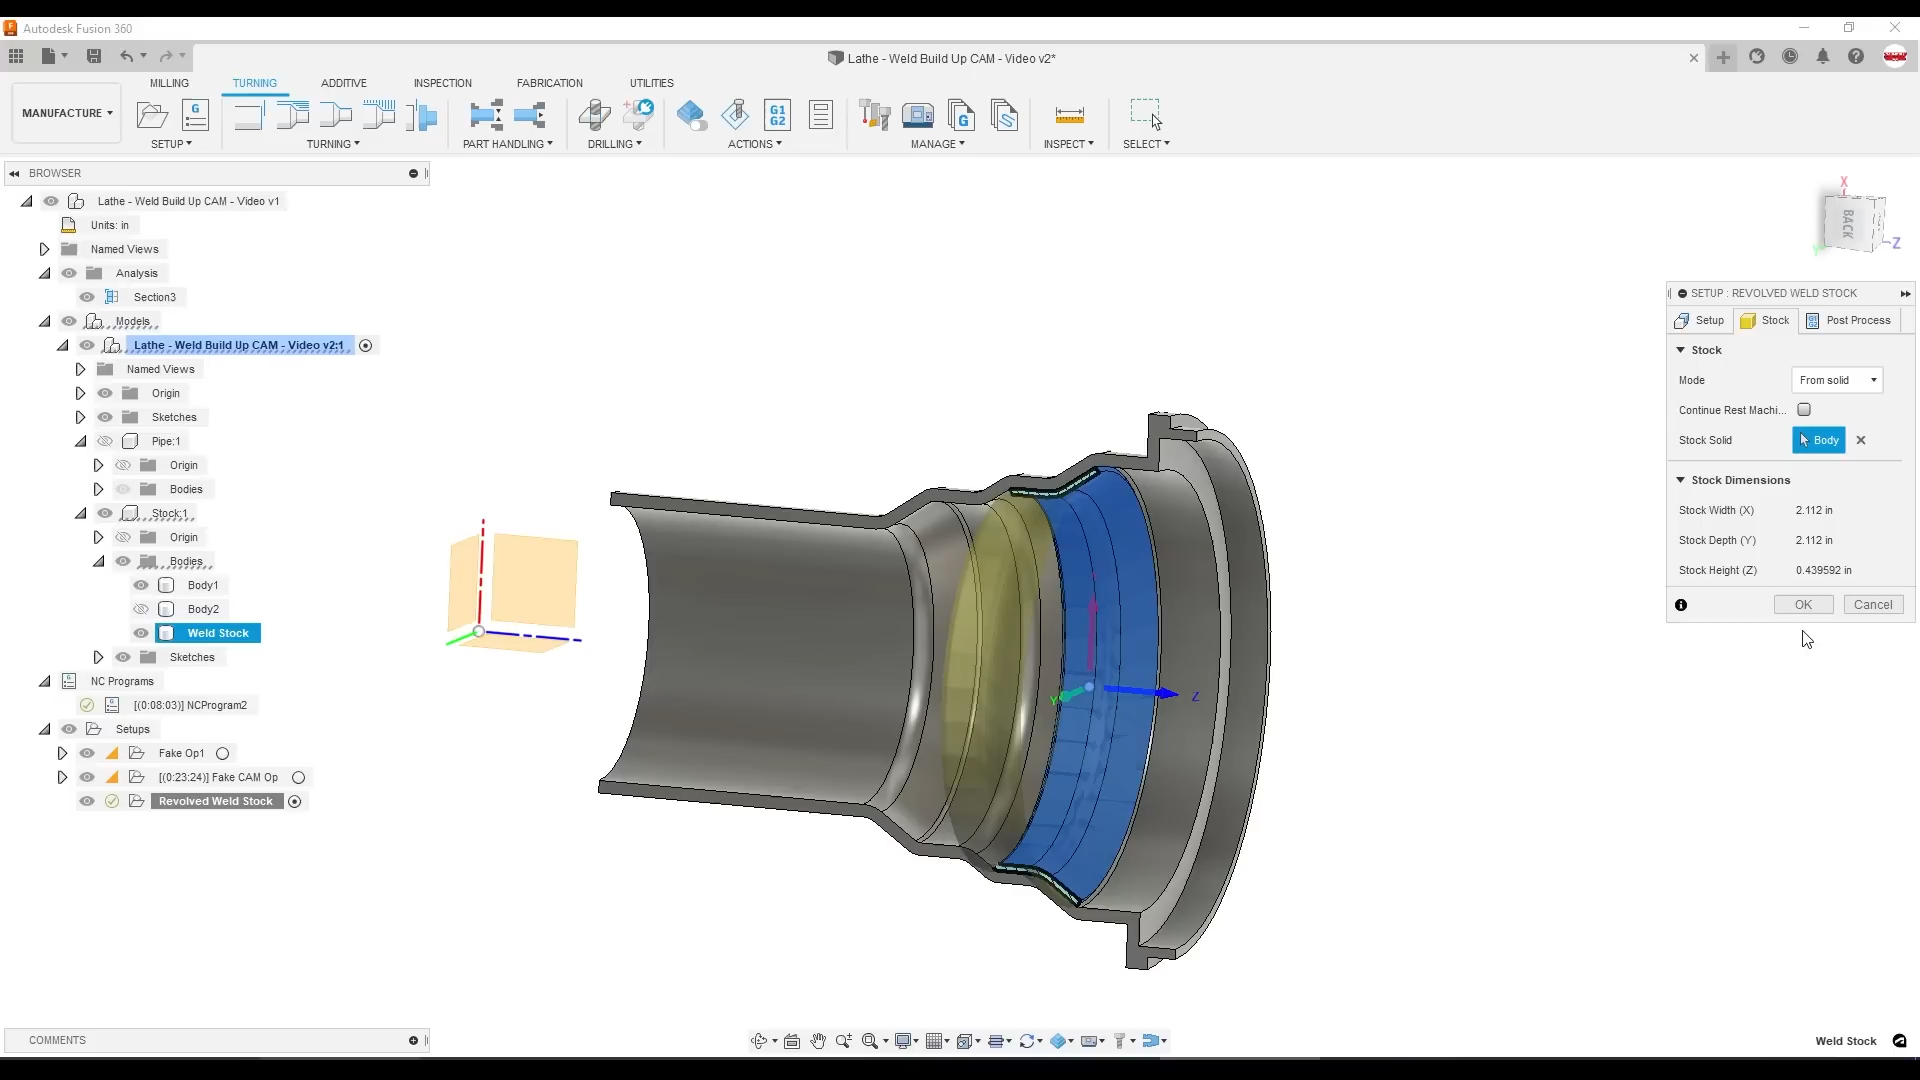 Autodesk Fusion 360
Lathe - Weld Build Up CAM - Video v2*
MILLING
TURNING
ADDITIVE
INSPECTION
FABRICATION
UTILITIES
MANUFACTURE
G1
G2
SETUP
TURNING
PART HANDLING
DRILLING
ACTIONS
MANAGE
INSPECT
SELECT
BROWSER
Lathe - Weld Build Up CAM - Video v1
Units: in
Named Views
Analysis
Section3
Models
Lathe - Weld Build Up CAM - Video v2:1
Named Views
Origin
Sketches
Pipe:1
Origin
Bodies
Stock:1
Origin
Bodies
Body1
Body2
Weld Stock
Sketches
NC Programs
[(0:08:03)] NCProgram2
Setups
Fake Op1
[(0:23:24)] Fake CAM Op
Revolved Weld Stock
X
BACK
Z
Y
SETUP : REVOLVED WELD STOCK
Setup
Stock
Post Process
Stock
Mode
From solid
Continue Rest Machi...
Stock Solid
Body
Stock Dimensions
Stock Width (X)
2.112 in
Stock Depth (Y)
2.112 in
Stock Height (Z)
0.439592 in
OK
Cancel
Y
Z
COMMENTS
Weld Stock